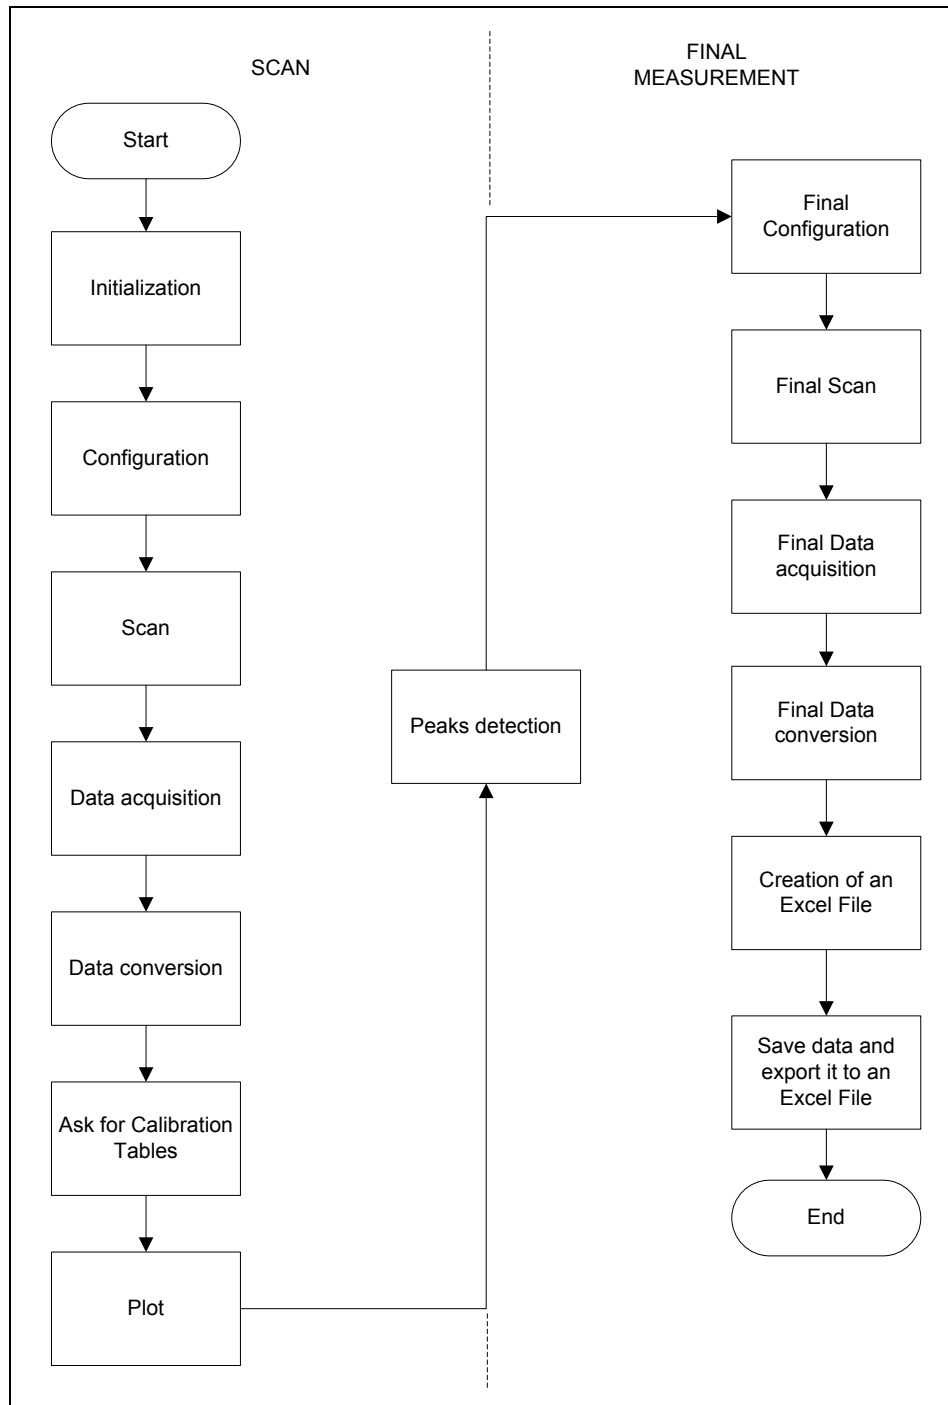 SCAN
Start
Initialization
Configuration
Scan
Data acquisition
Data conversion
Ask for Calibration
Tables
Plot
Peaks detection
FINAL
MEASUREMENT
Final
Configuration
Final Scan
Final Data
acquisition
Final Data
conversion
Creation of an
Excel File
Save data and
export it to an
Excel File
End